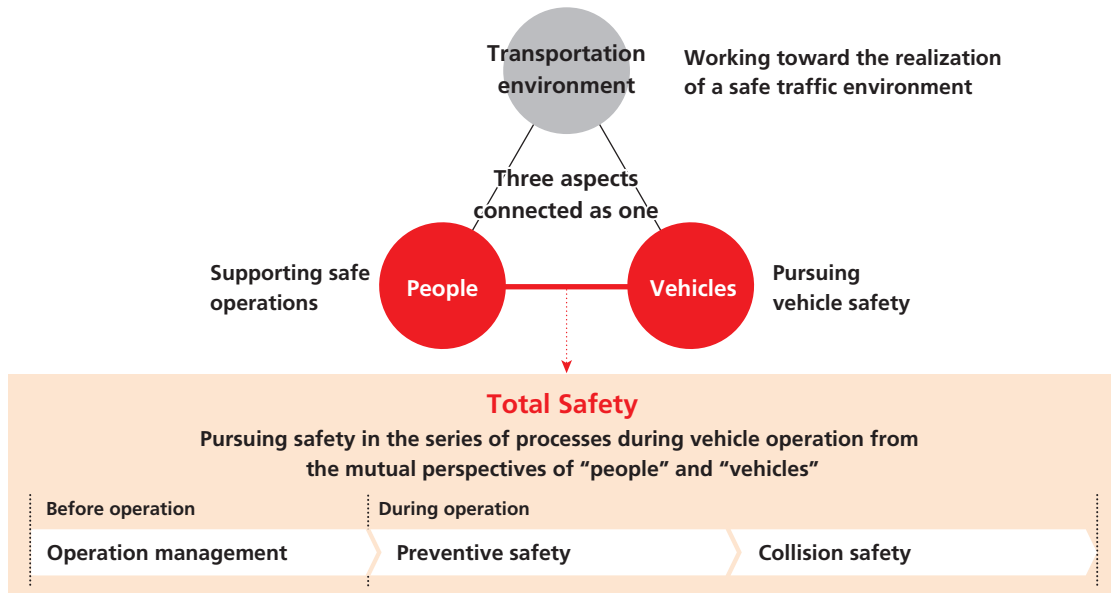 Transportation
environment
Working toward the realization
of a safe traffic environment
Three aspects
connected as one
Supporting safe
operations
People
Vehicles
Pursuing
vehicle safety
Total Safety
Pursuing safety in the series of processes during vehicle operation from
the mutual perspectives of “people” and “vehicles”
Before operation
During operation
Operation management
Preventive safety
Collision safety